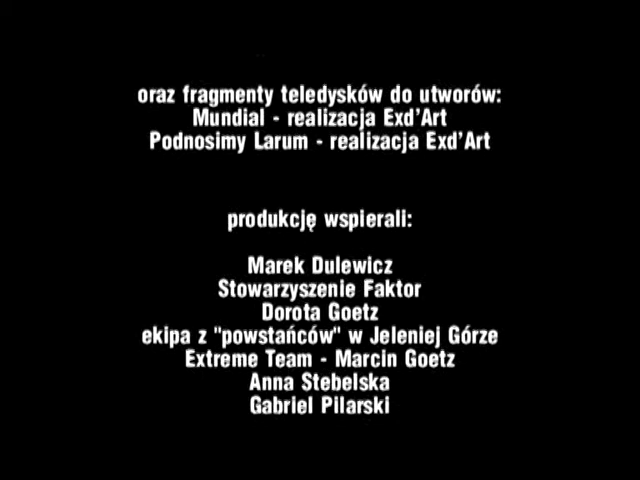 oraz fragmenty teledysków do utworów:
Mundial - realizacja Exd'Art
Podnosimy Larum - realizacja Exd'Art
produkcję wspierali:
Marek Dulewicz
Stowarzyszenie Faktor
Dorota Goetz
ekipa z "powstańców" w Jeleniej Górze
Extreme Team - Marcin Goetz
Anna Stebelska
Gabriel Pilarski